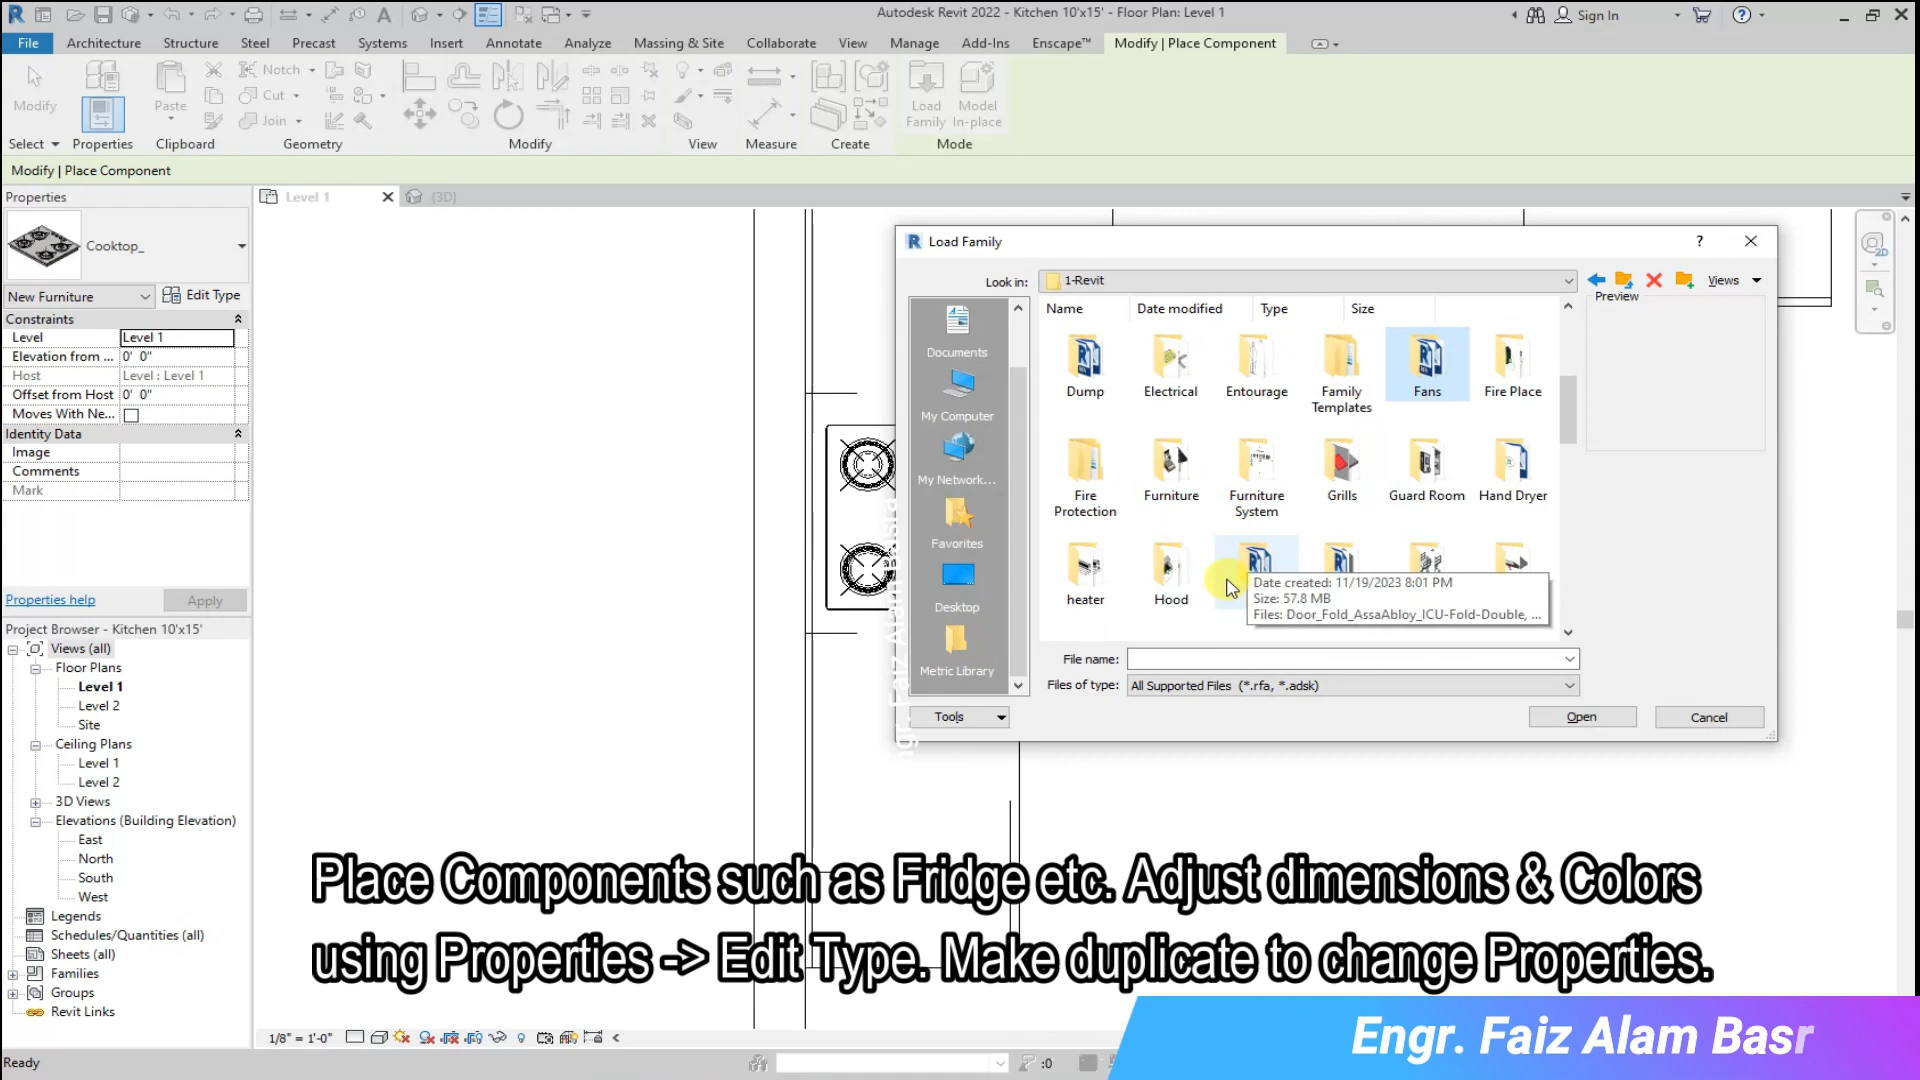 Autodesk Revit 2022 - Kitchen 10'x15' - Floor Plan: Level 1
Sign In
File Architecture Structure Steel Precast Systems Insert Annotate Analyze Massing & Site Collaborate View Manage Add-Ins Enscape™ Modify | Place Component
Modify
Paste
Notch
Cut
Join
Load Family
Model In-place
Select Properties Clipboard Geometry Modify View Measure Create Mode
Modify | Place Component
Properties
Level 1
{3D}
Cooktop_
New Furniture
Edit Type
Constraints
Level Level 1
Elevation from ... 0' 0"
Host Level : Level 1
Offset from Host 0' 0"
Moves With Ne...
Identity Data
Image
Comments
Mark
Properties help
Apply
Project Browser - Kitchen 10'x15'
Views (all)
Floor Plans
Level 1
Level 2
Site
Ceiling Plans
Level 1
Level 2
3D Views
Elevations (Building Elevation)
East
North
South
West
Legends
Schedules/Quantities (all)
Sheets (all)
Families
Groups
Revit Links
Load Family
Look in: 1-Revit
Views
Preview
Name Date modified Type Size
Documents
My Computer
My Network...
Favorites
Desktop
Metric Library
Dump Electrical Entourage Family Templates Fans Fire Place
Fire Protection Furniture Furniture System Grills Guard Room Hand Dryer
heater Hood
Date created: 11/19/2023 8:01 PM
Size: 57.8 MB
Files: Door_Fold_AssaAbloy_ICU-Fold-Double, ...
File name:
Files of type: All Supported Files (*.rfa, *.adsk)
Tools
Open
Cancel
Place Components such as Fridge etc. Adjust dimensions & Colors
using Properties -> Edit Type. Make duplicate to change Properties.
1/8" = 1'-0"
Engr. Faiz Alam Basr
Ready
:0